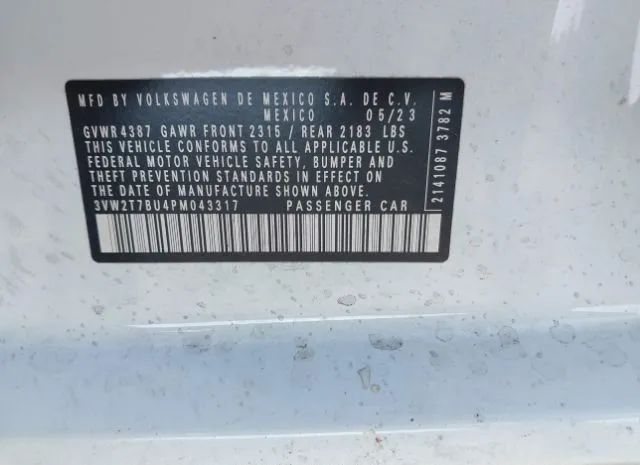 MFD BY VOLKSWAGEN DE MEXICO S.A. DE C.V.
MEXICO 05/23
GVWR 4387 GAWR FRONT 2315 / REAR 2183 LBS
THIS VEHICLE CONFORMS TO ALL APPLICABLE U.S.
FEDERAL MOTOR VEHICLE SAFETY, BUMPER AND
THEFT PREVENTION STANDARDS IN EFFECT ON
THE DATE OF MANUFACTURE SHOWN ABOVE.
3VW2T7BU4PM043317 PASSENGER CAR
2141087 3782 M